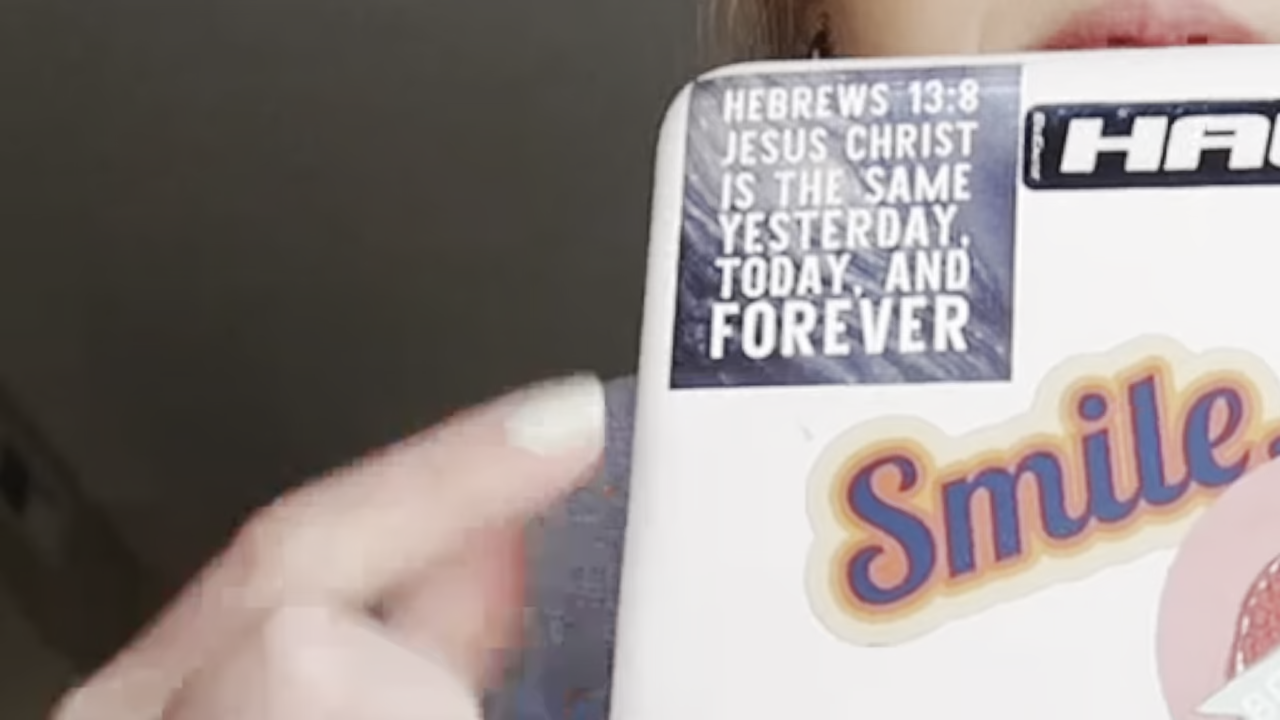 HEBREWS 13:8
JESUS CHRIST
IS THE SAME
YESTERDAY,
TODAY, AND
FOREVER
Smile.